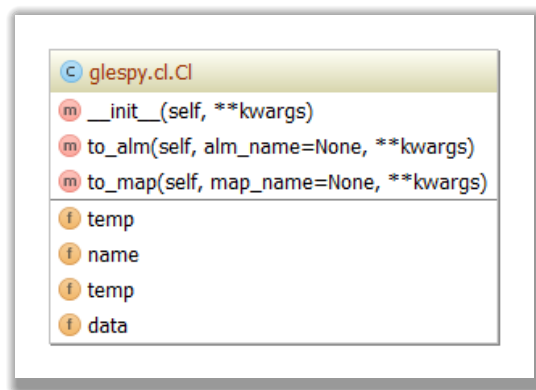 C glespy.cl.Cl
m __init__(self, **kwargs)
m to_alm(self, alm_name=None, **kwargs)
m to_map(self, map_name=None, **kwargs)
f temp
f name
f temp
f data